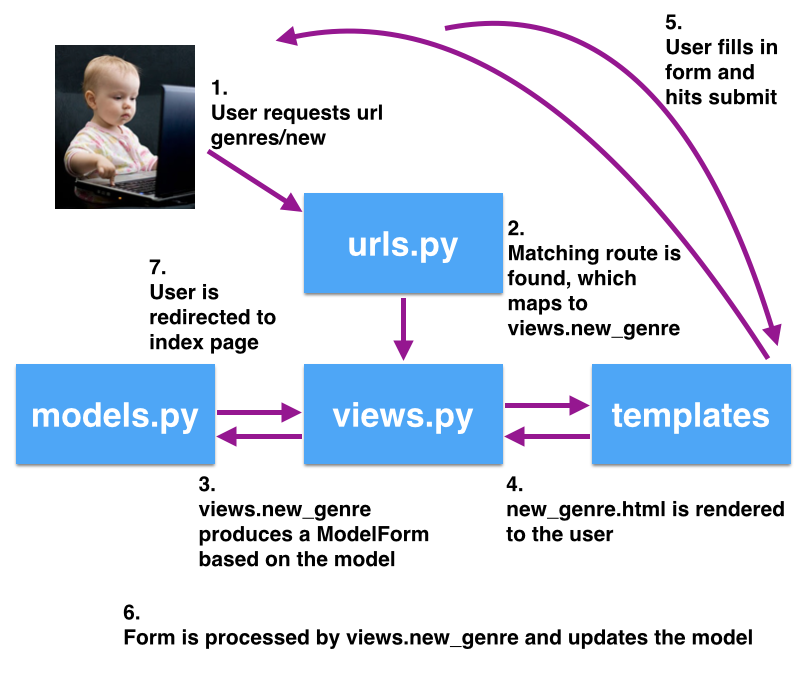 1.
User requests url
genres/new
5.
User fills in
form and
hits submit
urls.py
2.
Matching route is
found, which
maps to
views.new_genre
7.
User is
redirected to
index page
models.py
views.py
templates
3.
views.new_genre
produces a ModelForm
based on the model
4.
new_genre.html is rendered
to the user
6.
Form is processed by views.new_genre and updates the model